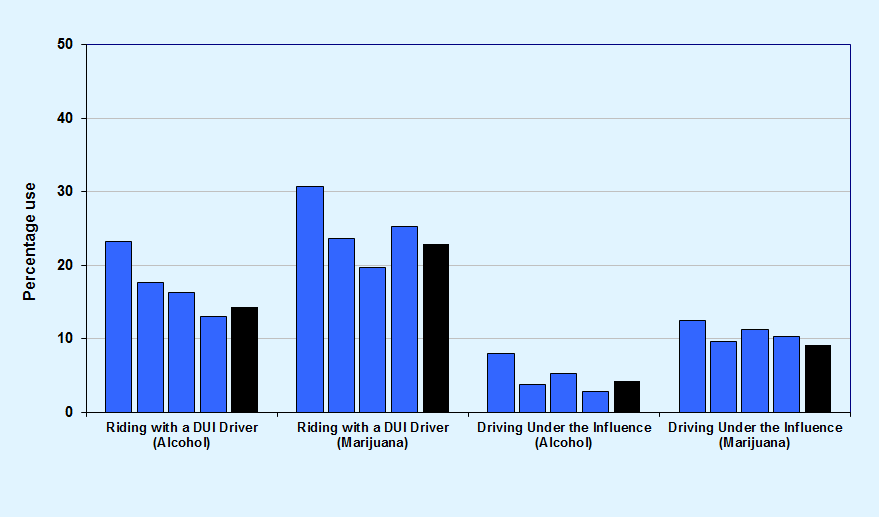 50
40
30
20
10
0
Percentage use
Riding with a DUI Driver
(Alcohol)
Riding with a DUI Driver
(Marijuana)
Driving Under the Influence
(Alcohol)
Driving Under the Influence
(Marijuana)